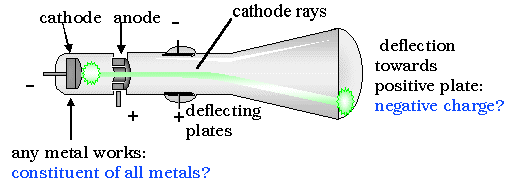 cathode
anode
-
cathode rays
-
+
+
deflecting
plates
deflection
towards
positive plate:
negative charge?
any metal works:
constituent of all metals?